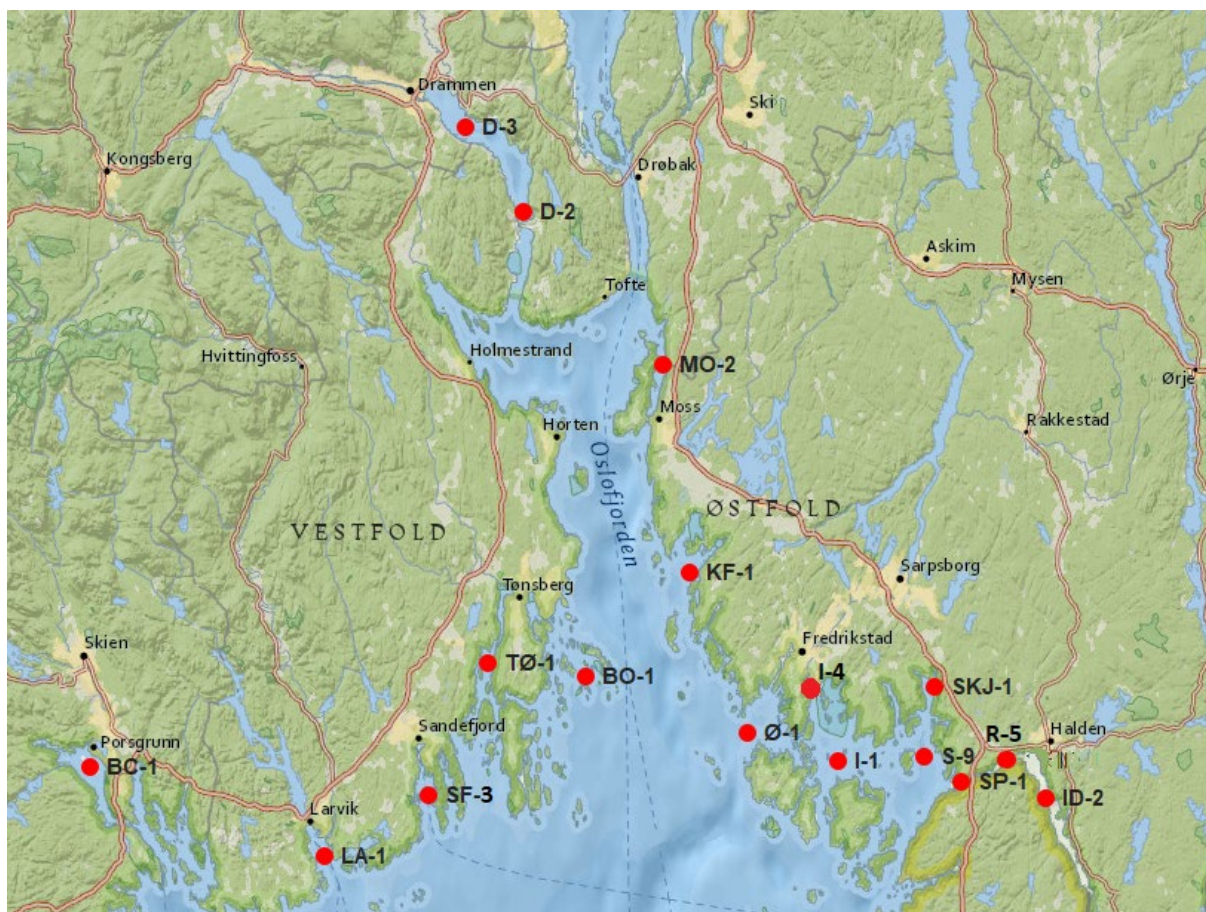 Drammen
Ski
D-3
Kongsberg
Drøbak
D-2
Askim
Mysen
Tofte
Holmestrand
Hvittingfoss
MO-2
Ørje
Moss
Rakkestad
Horten
Oslofjorden
ØSTFOLD
VESTFOLD
KF-1
Sarpsborg
Tønsberg
Skien
Fredrikstad
TØ-1
BO-1
I-4
SKJ-1
Sandefjord
Ø-1
R-5
Halden
Porsgrunn
BC-1
I-1
S-9
SP-1
SF-3
ID-2
Larvik
LA-1